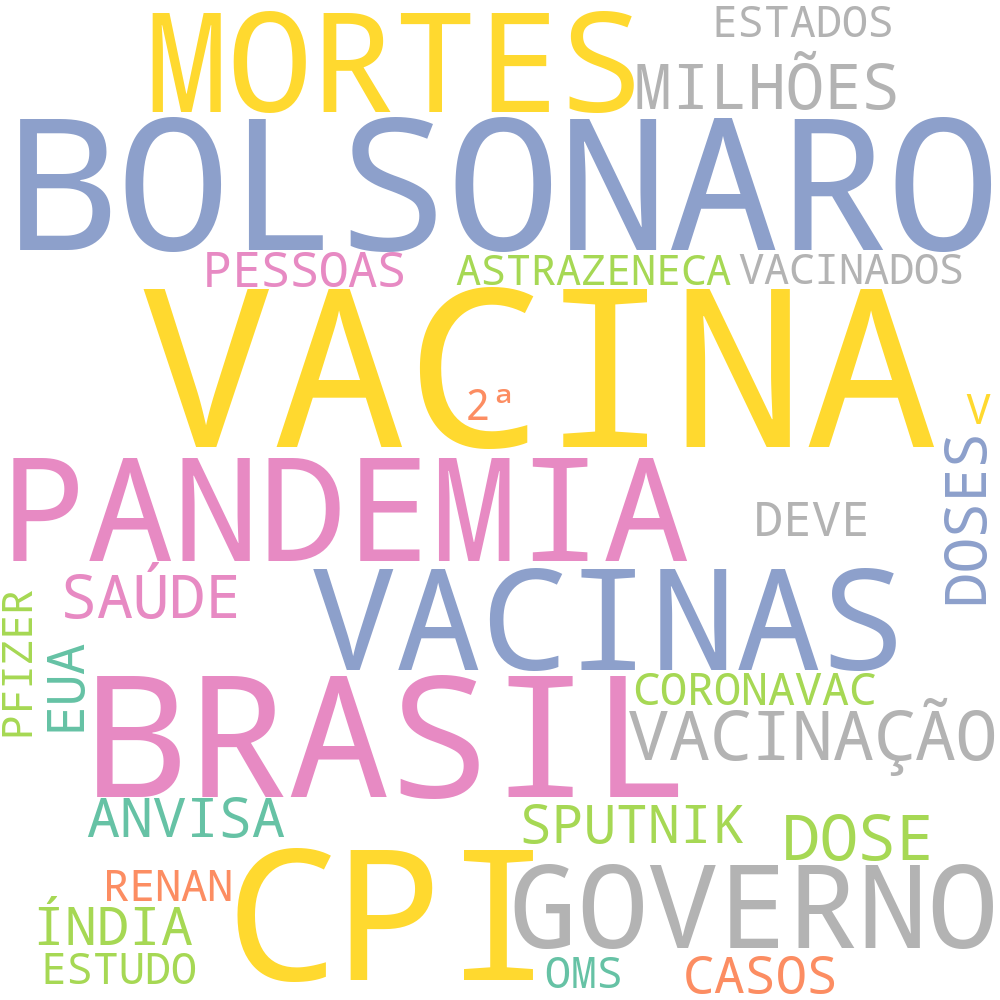 MORTES
ESTADOS
MILHÕES
BOLSONARO
PESSOAS
ASTRAZENECA
VACINADOS
VACINA
2ª
V
PANDEMIA
DEVE
DOSES
SAÚDE
VACINAS
PFIZER
EUA
BRASIL
CORONAVAC
VACINAÇÃO
ANVISA
SPUTNIK
DOSE
RENAN
CPI
GOVERNO
ÍNDIA
ESTUDO
OMS
CASOS